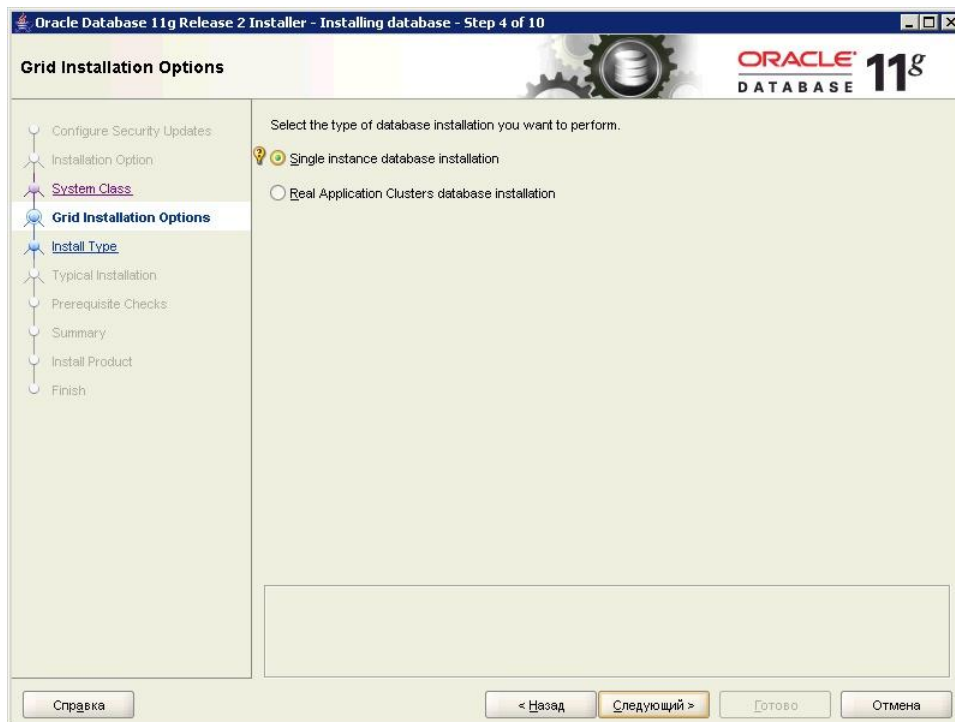 Oracle Database 11g Release 2 Installer - Installing database - Step 4 of 10
Grid Installation Options
ORACLE
DATABASE 11g
Configure Security Updates
Installation Option
System Class
Grid Installation Options
Install Type
Typical Installation
Prerequisite Checks
Summary
Install Product
Finish
Select the type of database installation you want to perform.
Single instance database installation
Real Application Clusters database installation
Справка
< Назад
Следующий >
Готово
Отмена